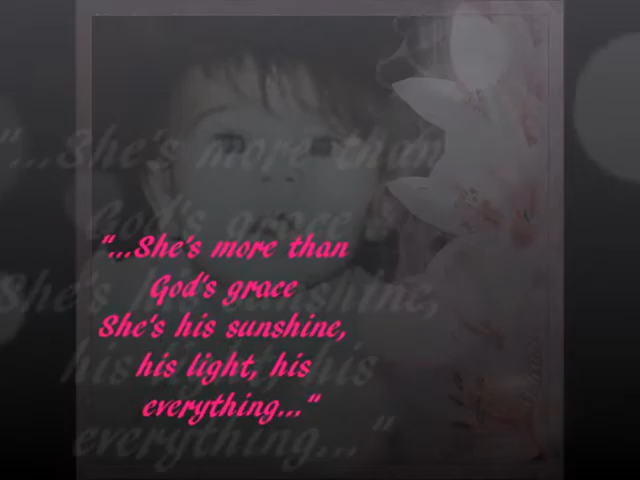 "...She's more than
God's grace
She's his sunshine,
his light, his
everything..."